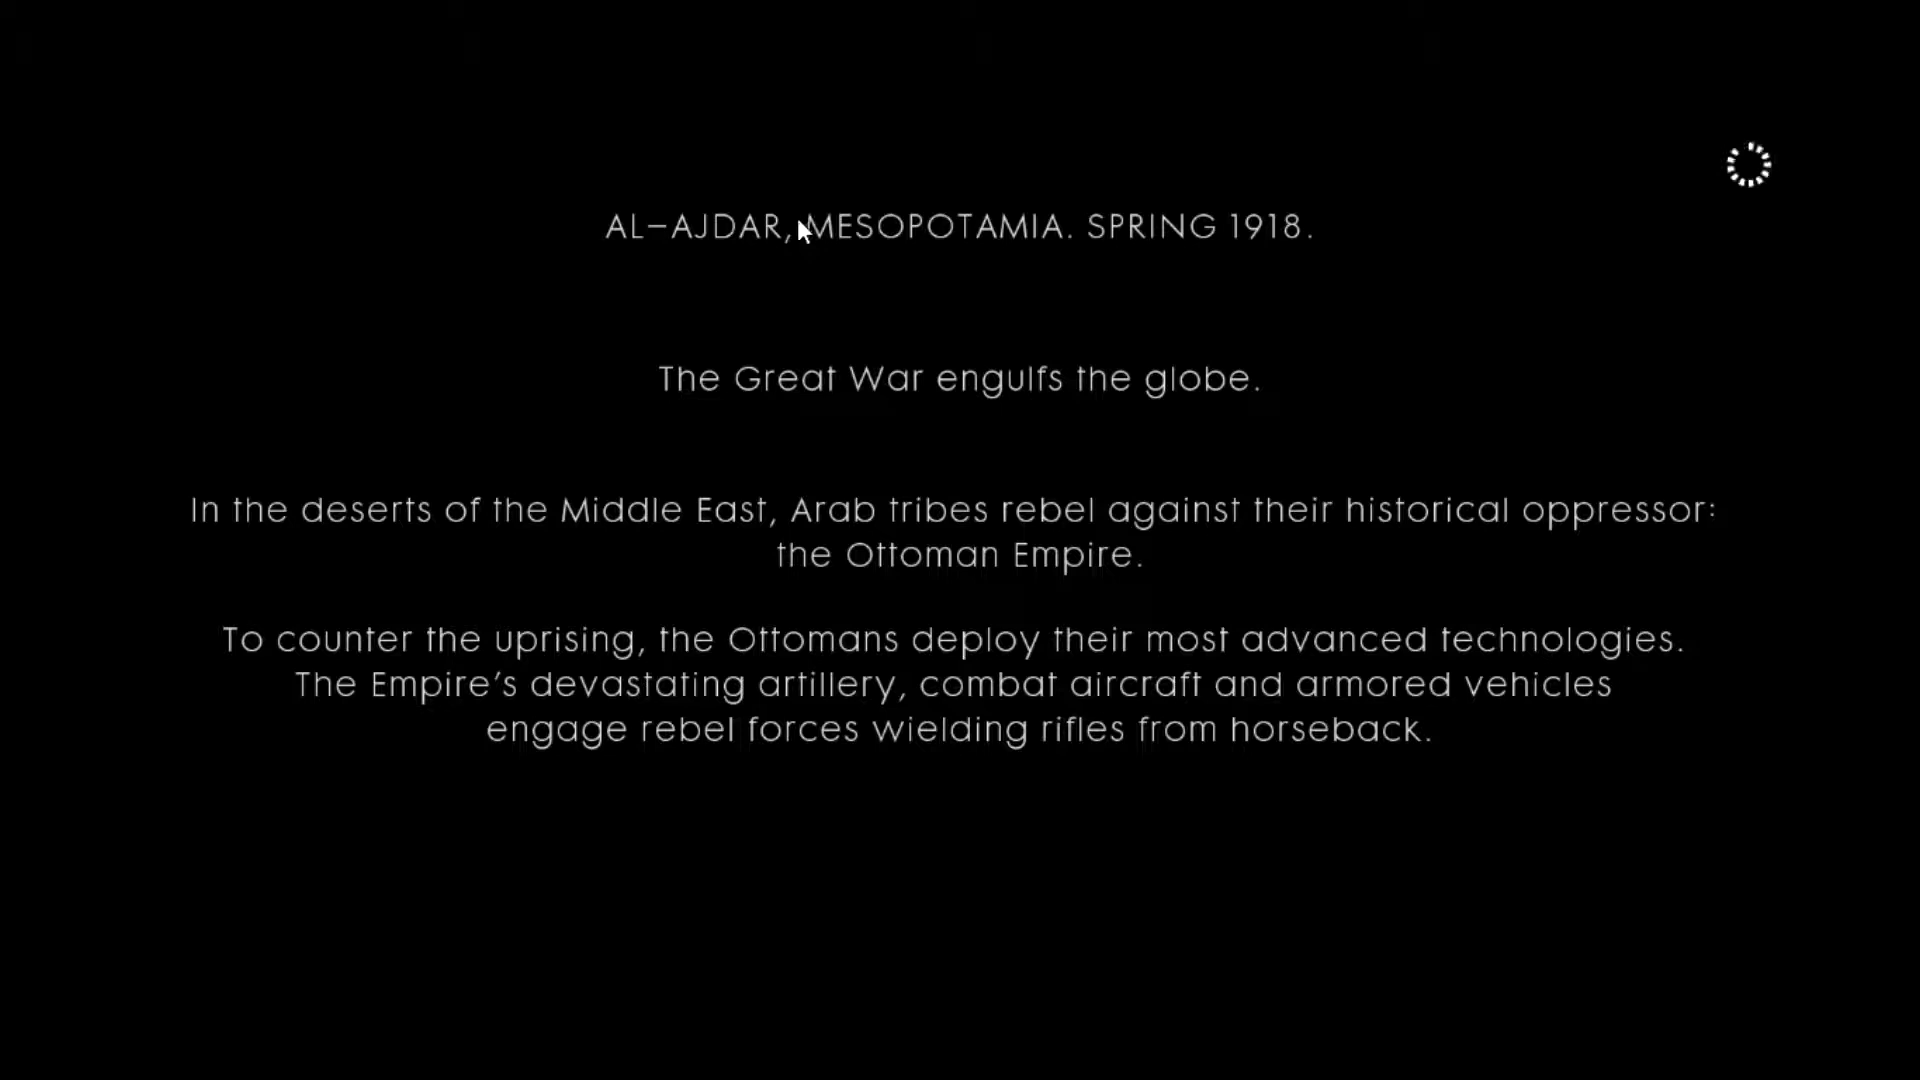 AL–AJDAR, MESOPOTAMIA. SPRING 1918.
The Great War engulfs the globe.
In the deserts of the Middle East, Arab tribes rebel against their historical oppressor:
the Ottoman Empire.
To counter the uprising, the Ottomans deploy their most advanced technologies.
The Empire’s devastating artillery, combat aircraft and armored vehicles
engage rebel forces wielding rifles from horseback.